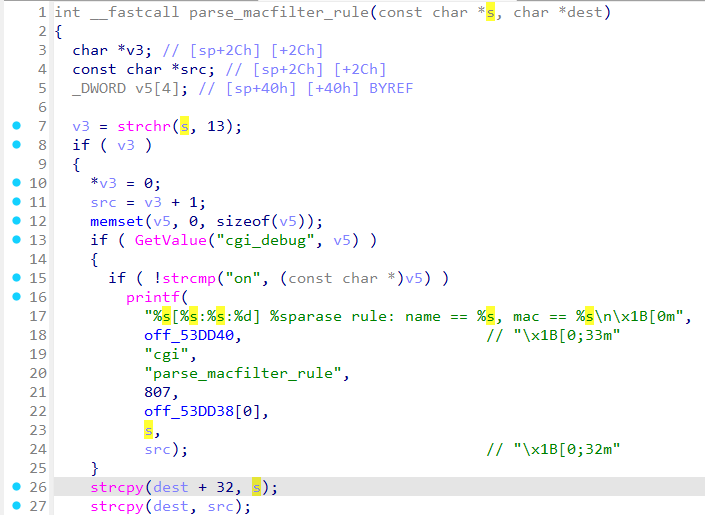 1 int __fastcall parse_macfilter_rule(const char *s, char *dest)
2 {
3 char *v3; // [sp+2Ch] [+2Ch]
4 const char *src; // [sp+2Ch] [+2Ch]
5 _DWORD v5[4]; // [sp+40h] [+40h] BYREF
6
7 v3 = strchr(s, 13);
8 if ( v3 )
9 {
10 *v3 = 0;
11 src = v3 + 1;
12 memset(v5, 0, sizeof(v5));
13 if ( GetValue("cgi_debug", v5) )
14 {
15 if ( !strcmp("on", (const char *)v5) )
16 printf(
17 "%s[%s:%s:%d] %sparase rule: name == %s, mac == %s\n\x1B[0m",
18 off_53DD40, // "\x1B[0;33m"
19 "cgi",
20 "parse_macfilter_rule",
21 807,
22 off_53DD38[0],
23 s,
24 src); // "\x1B[0;32m"
25 }
26 strcpy(dest + 32, s);
27 strcpy(dest, src);